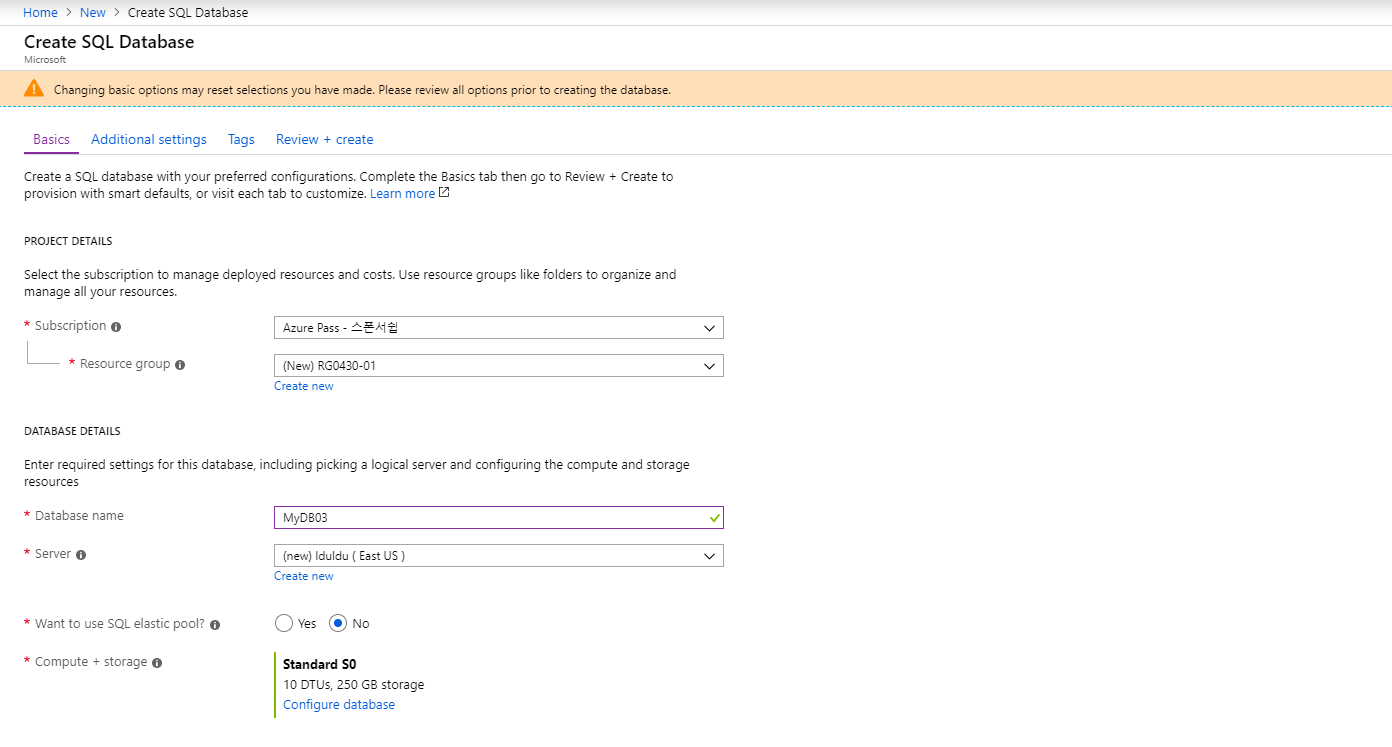 Home > New > Create SQL Database
Create SQL Database
Microsoft
Changing basic options may reset selections you have made. Please review all options prior to creating the database.
Basics Additional settings Tags Review + create
Create a SQL database with your preferred configurations. Complete the Basics tab then go to Review + Create to
provision with smart defaults, or visit each tab to customize. Learn more
PROJECT DETAILS
Select the subscription to manage deployed resources and costs. Use resource groups like folders to organize and
manage all your resources.
* Subscription Azure Pass - 스폰서쉽
* Resource group (New) RG0430-01
Create new
DATABASE DETAILS
Enter required settings for this database, including picking a logical server and configuring the compute and storage
resources
* Database name MyDB03
* Server (new) lduldu ( East US )
Create new
* Want to use SQL elastic pool? Yes No
* Compute + storage Standard S0
10 DTUs, 250 GB storage
Configure database